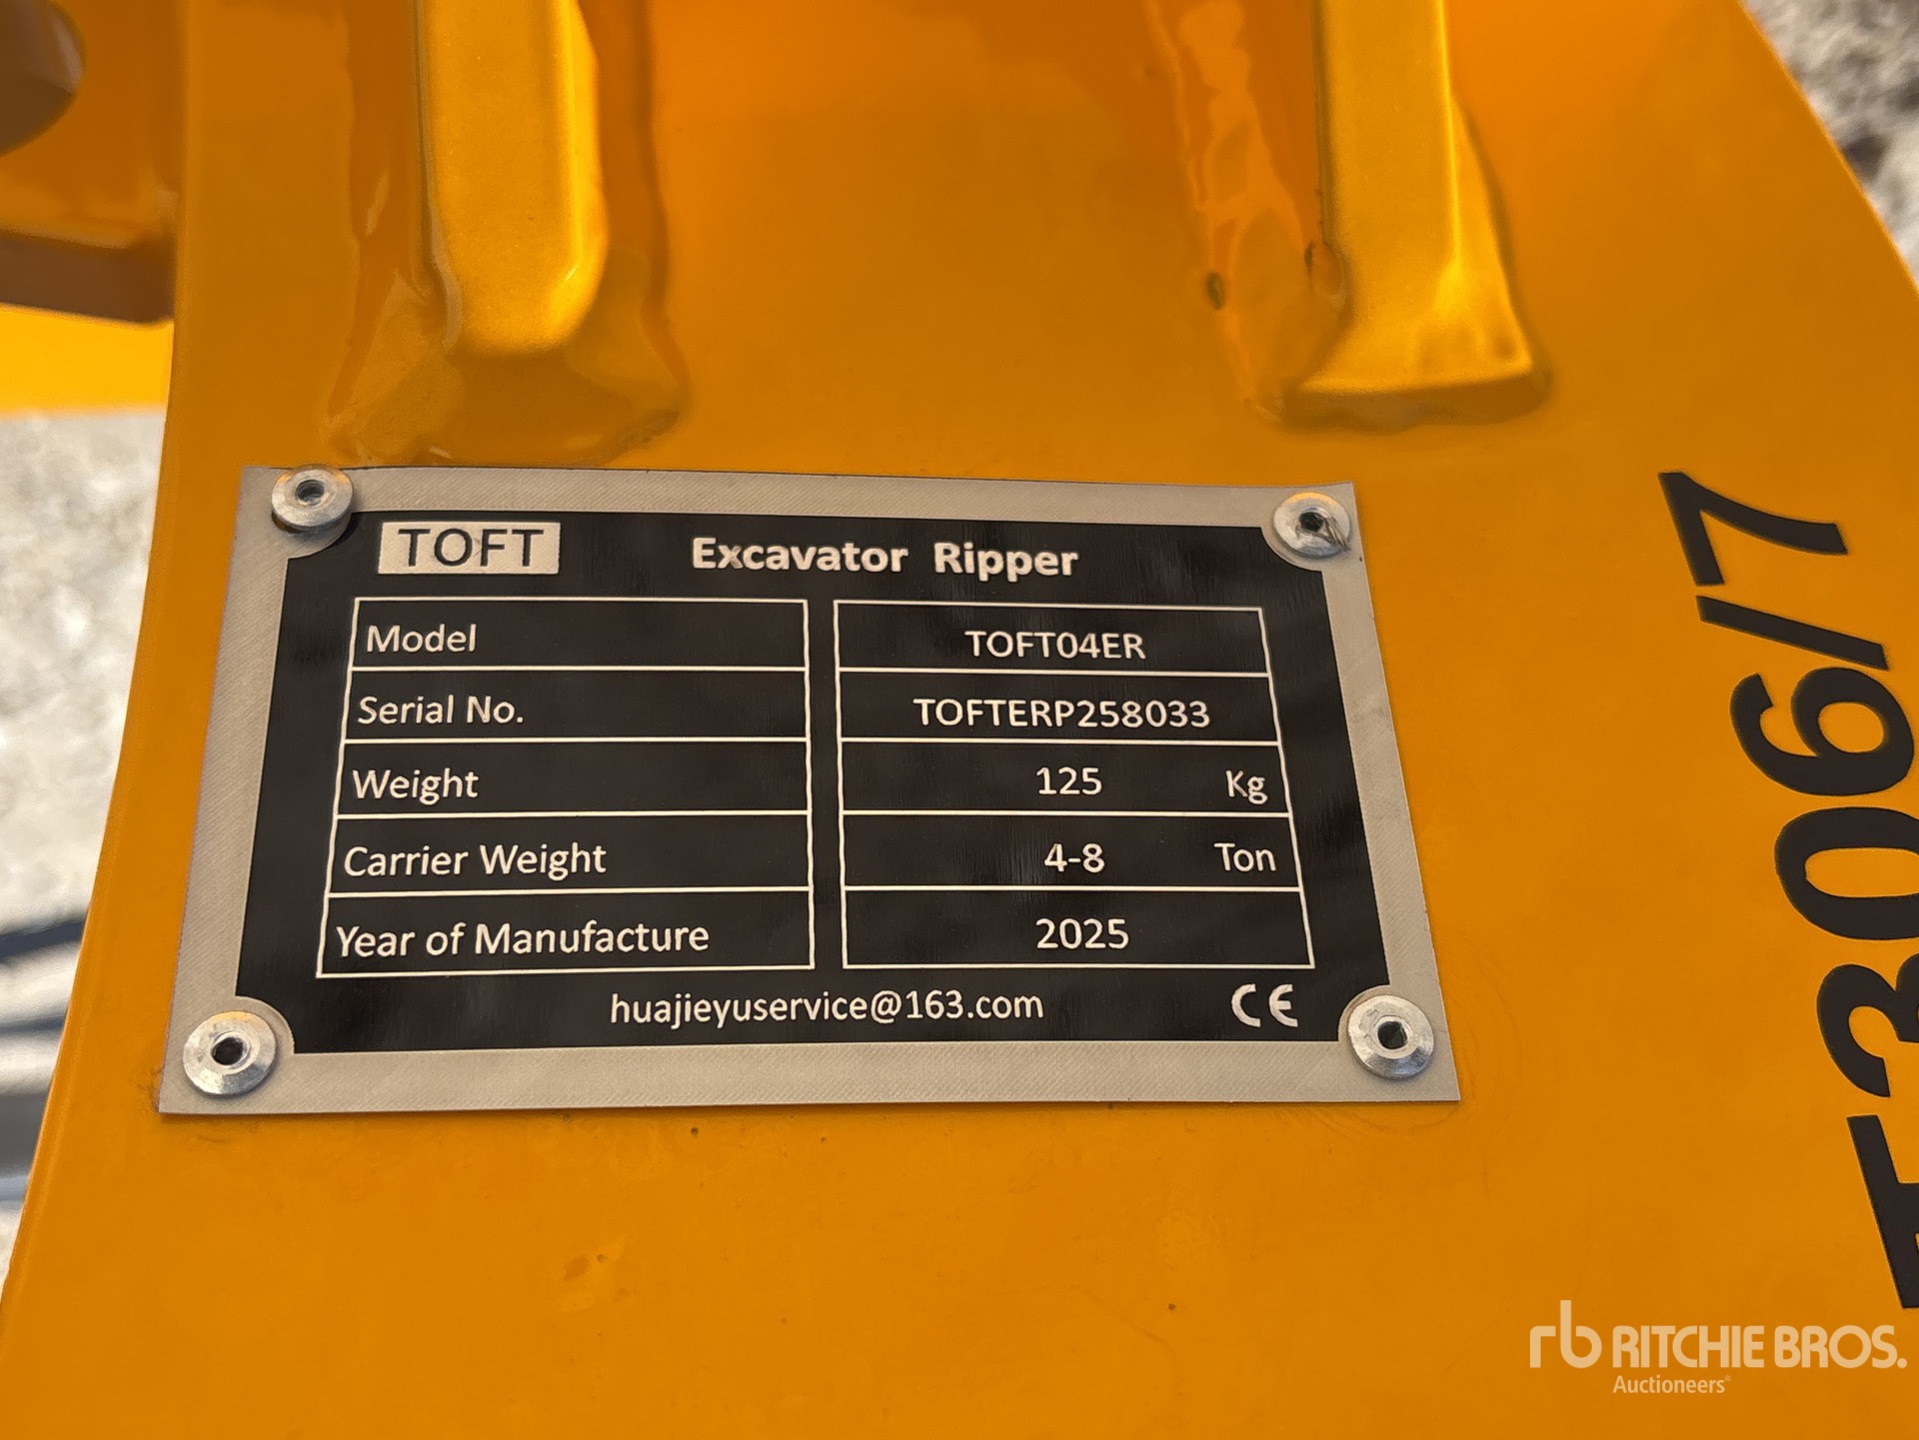 TOFT Excavator Ripper
Model TOFT04ER
Serial No. TOFTERP258033
Weight 125 Kg
Carrier Weight 4-8 Ton
Year of Manufacture 2025
huajieyuservice@163.com CE
306/7
rb RITCHIE BROS.
Auctioneers